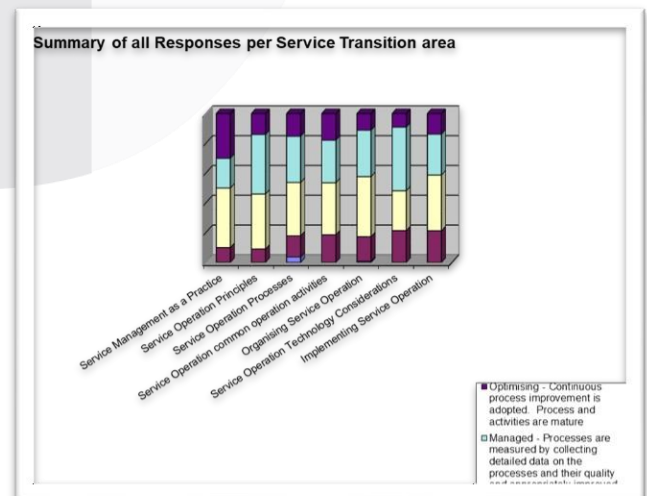 Summary of all Responses per Service Transition area
Service Management as a Practice
Service Operation Principles
Service Operation Processes
Service Operation common operation activities
Organising Service Operation
Service Operation Technology Considerations
Implementing Service Operation
Optimising - Continuous
process improvement is
adopted. Process and
activities are mature
Managed - Processes are
measured by collecting
detailed data on the
processes and their quality
and appropriately improved